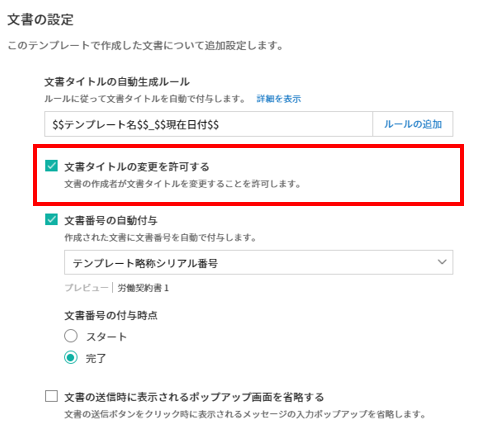 文書の設定
このテンプレートで作成した文書について追加設定します。
文書タイトルの自動生成ルール
ルールに従って文書タイトルを自動で付与します。 詳細を表示
$$テンプレート名$$_$$現在日付$$ ルールの追加
文書タイトルの変更を許可する
文書の作成者が文書タイトルを変更することを許可します。
文書番号の自動付与
作成された文書に文書番号を自動で付与します。
テンプレート略称シリアル番号
プレビュー 労働契約書 1
文書番号の付与時点
スタート
完了
文書の送信時に表示されるポップアップ画面を省略する
文書の送信ボタンをクリック時に表示されるメッセージの入力ポップアップを省略します。